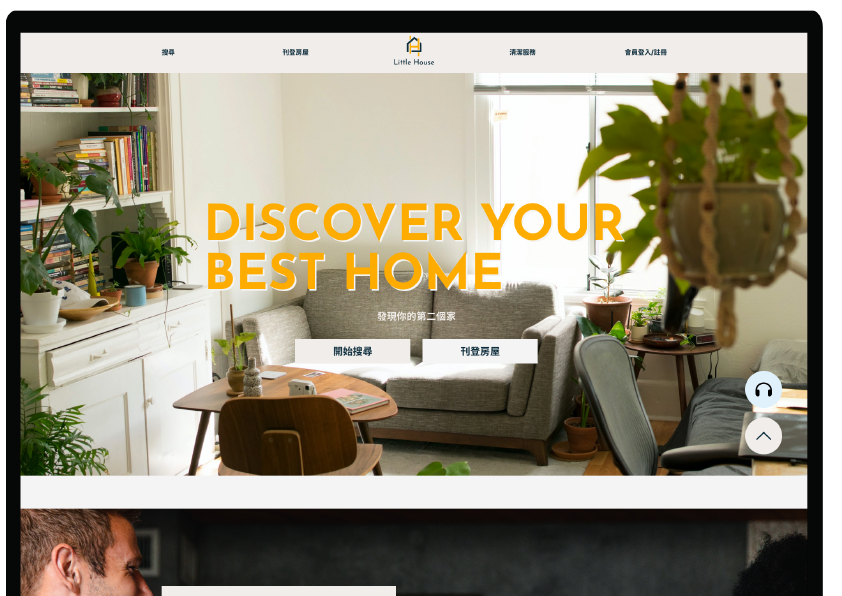 搜尋
刊登房屋
Little House
清潔服務
會員登入/註冊
DISCOVER YOUR
BEST HOME
發現你的第二個家
開始搜尋
刊登房屋